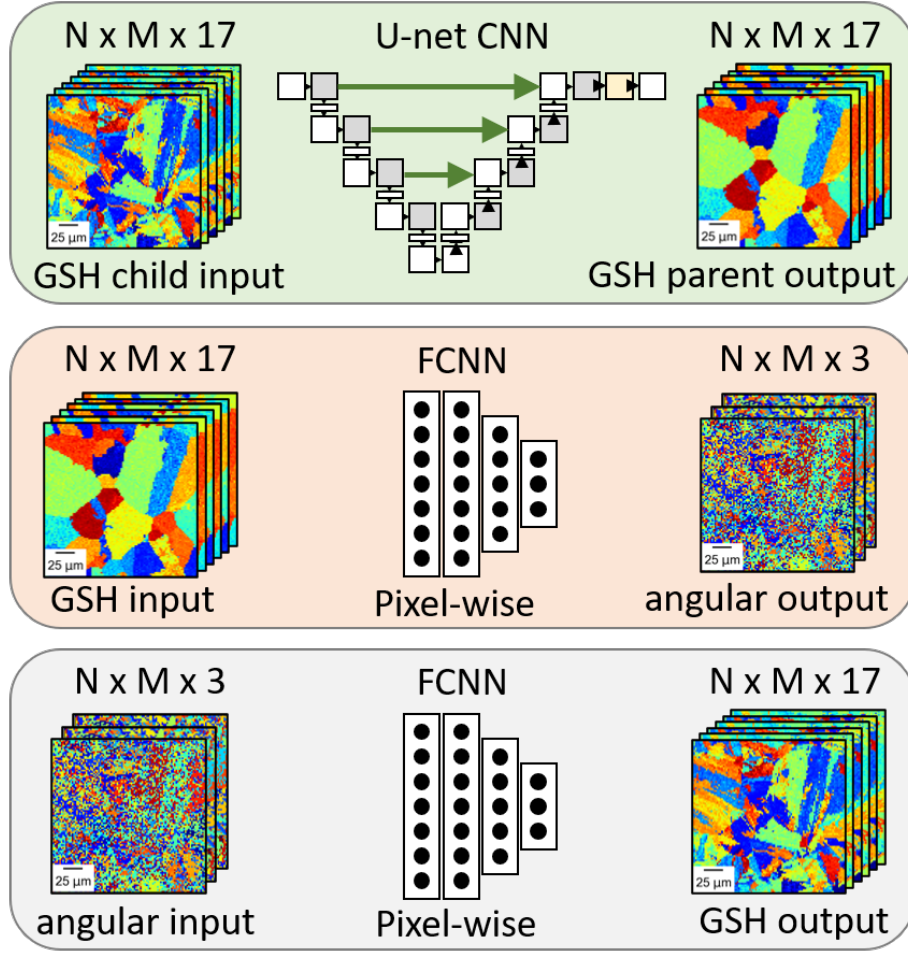 N x M x 17
U-net CNN
N x M x 17
25 µm
25 µm
GSH child input
GSH parent output
N x M x 17
FCNN
N x M x 3
25 µm
25 µm
GSH input
Pixel-wise
angular output
N x M x 3
FCNN
N x M x 17
25 µm
25 µm
angular input
Pixel-wise
GSH output